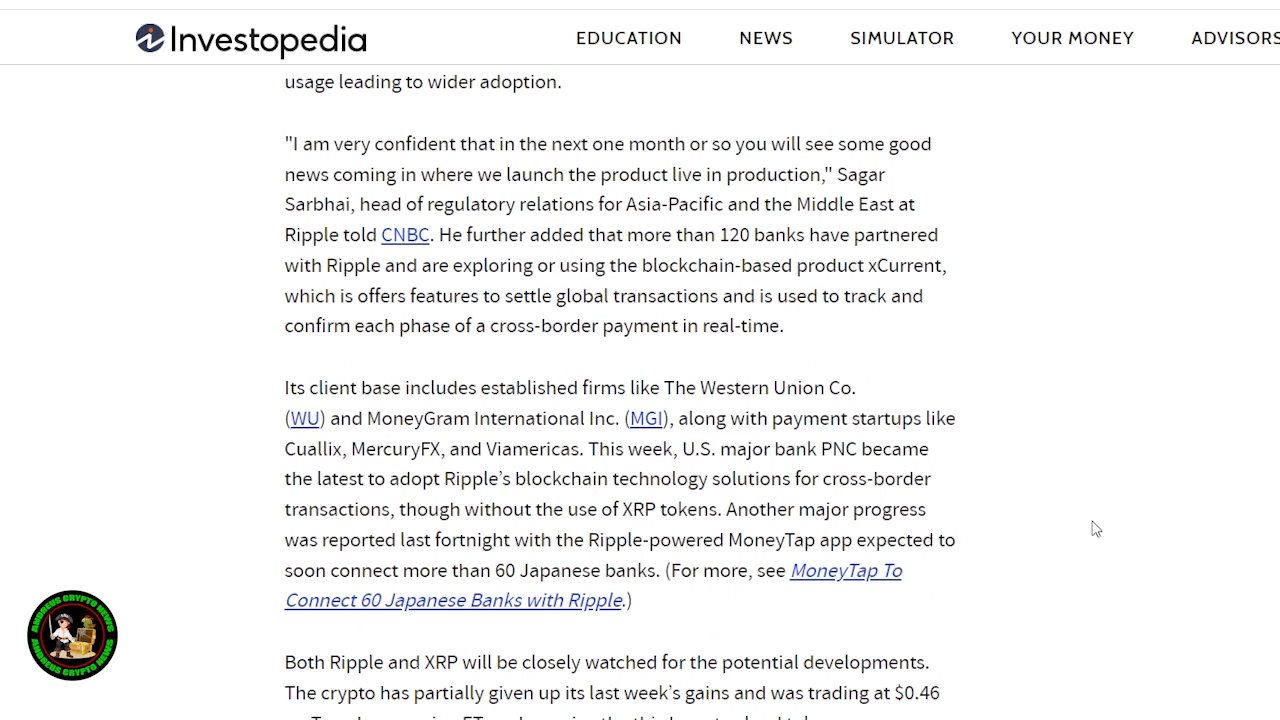 Investopedia
EDUCATION NEWS SIMULATOR YOUR MONEY ADVISORS
usage leading to wider adoption.
"I am very confident that in the next one month or so you will see some good
news coming in where we launch the product live in production," Sagar
Sarbhai, head of regulatory relations for Asia-Pacific and the Middle East at
Ripple told CNBC. He further added that more than 120 banks have partnered
with Ripple and are exploring or using the blockchain-based product xCurrent,
which is offers features to settle global transactions and is used to track and
confirm each phase of a cross-border payment in real-time.
Its client base includes established firms like The Western Union Co.
(WU) and MoneyGram International Inc. (MGI), along with payment startups like
Cuallix, MercuryFX, and Viamericas. This week, U.S. major bank PNC became
the latest to adopt Ripple’s blockchain technology solutions for cross-border
transactions, though without the use of XRP tokens. Another major progress
was reported last fortnight with the Ripple-powered MoneyTap app expected to
soon connect more than 60 Japanese banks. (For more, see MoneyTap To
Connect 60 Japanese Banks with Ripple.)
ANDREUS CRYPTO NEWS
ANDREUS CRYPTO NEWS
Both Ripple and XRP will be closely watched for the potential developments.
The crypto has partially given up its last week’s gains and was trading at $0.46